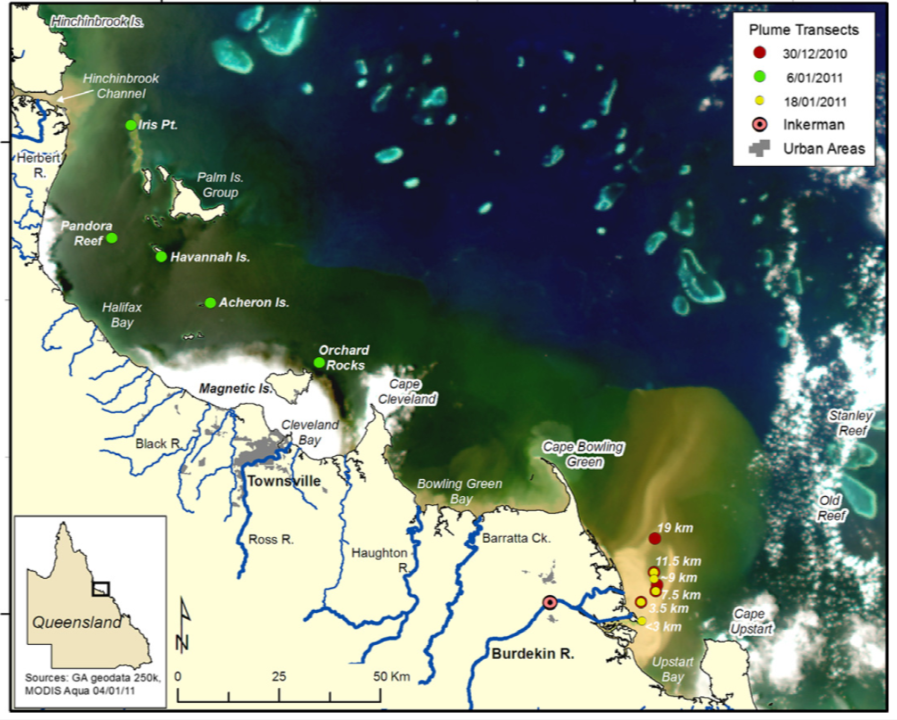 Hinchinbrook Is.
Plume Transects
30/12/2010
6/01/2011
18/01/2011
Inkerman
Urban Areas
Hinchinbrook
Channel
Iris Pt.
Herbert
R.
Palm Is.
Group
Pandora
Reef
Havannah Is.
Acheron Is.
Halifax
Bay
Orchard
Rocks
Magnetic Is.
Cape
Cleveland
Stanley
Reef
Cleveland
Bay
Black R.
Cape Bowling
Green
Townsville
Bowling Green
Bay
Old
Reef
19 km
Ross R.
Haughton
R.
Barratta Ck.
11.5 km
~9 km
7.5 km
3.5 km
<3 km
Cape
Upstart
Queensland
N
Burdekin R.
Upstart
Bay
Sources: GA geodata 250k,
MODIS Aqua 04/01/11
0 25 50 Km